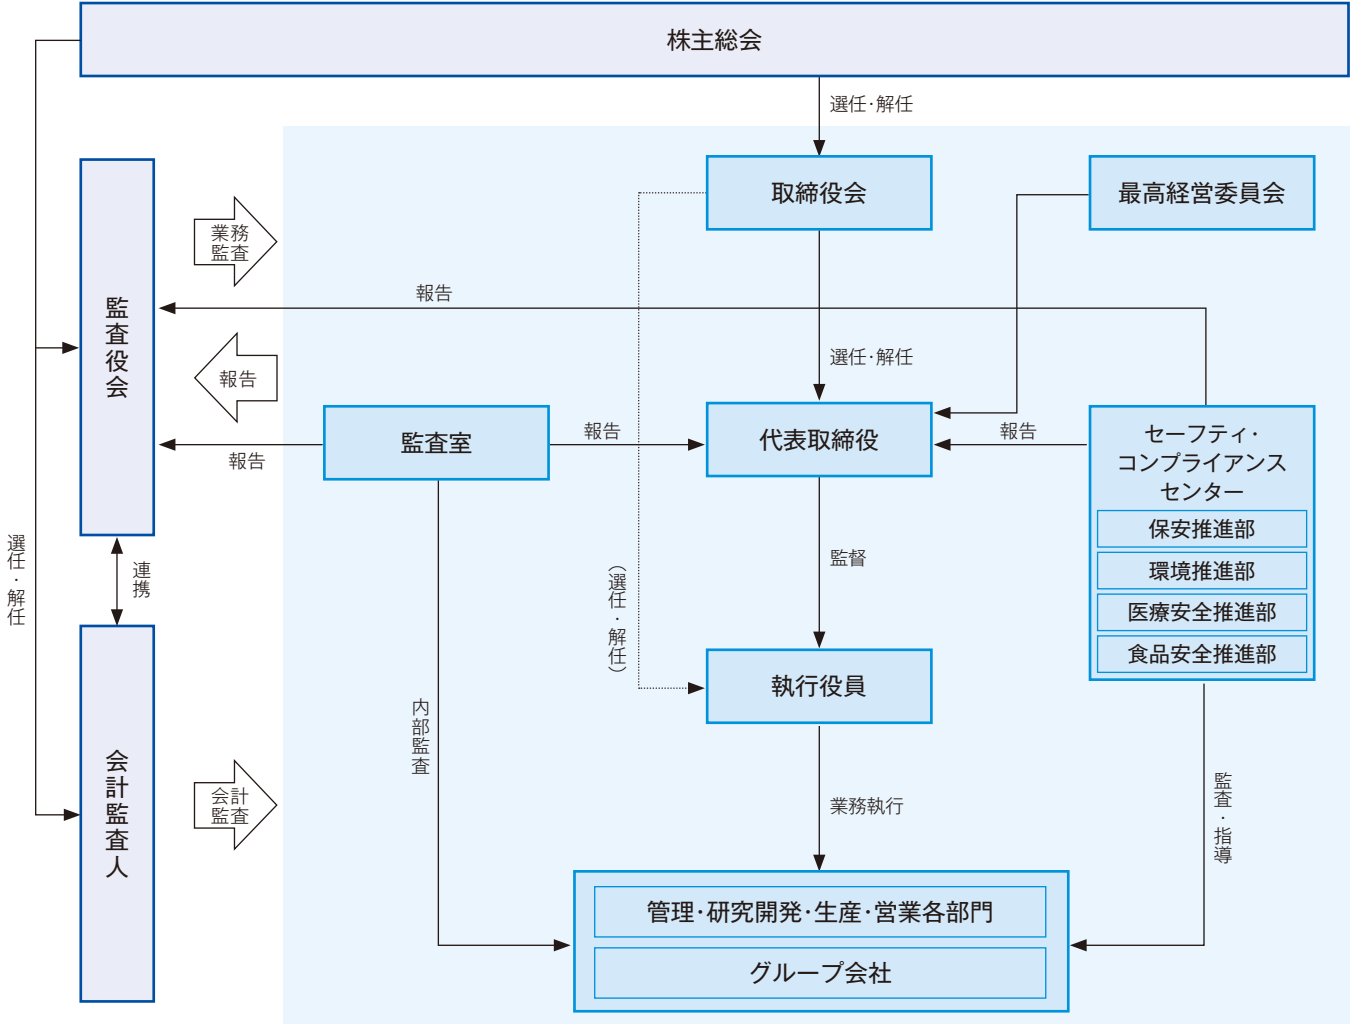 株主総会
選任・解任
取締役会
最高経営委員会
業務
監査
報告
監査役会
選任・解任
報告
監査室
報告
代表取締役
報告
セーフティ・
コンプライアンス
センター
報告
保安推進部
環境推進部
医療安全推進部
食品安全推進部
選任・解任
連携
監督
（選任・解任）
執行役員
内部監査
会計監査人
会計
監査
業務執行
監査・指導
管理・研究開発・生産・営業各部門
グループ会社